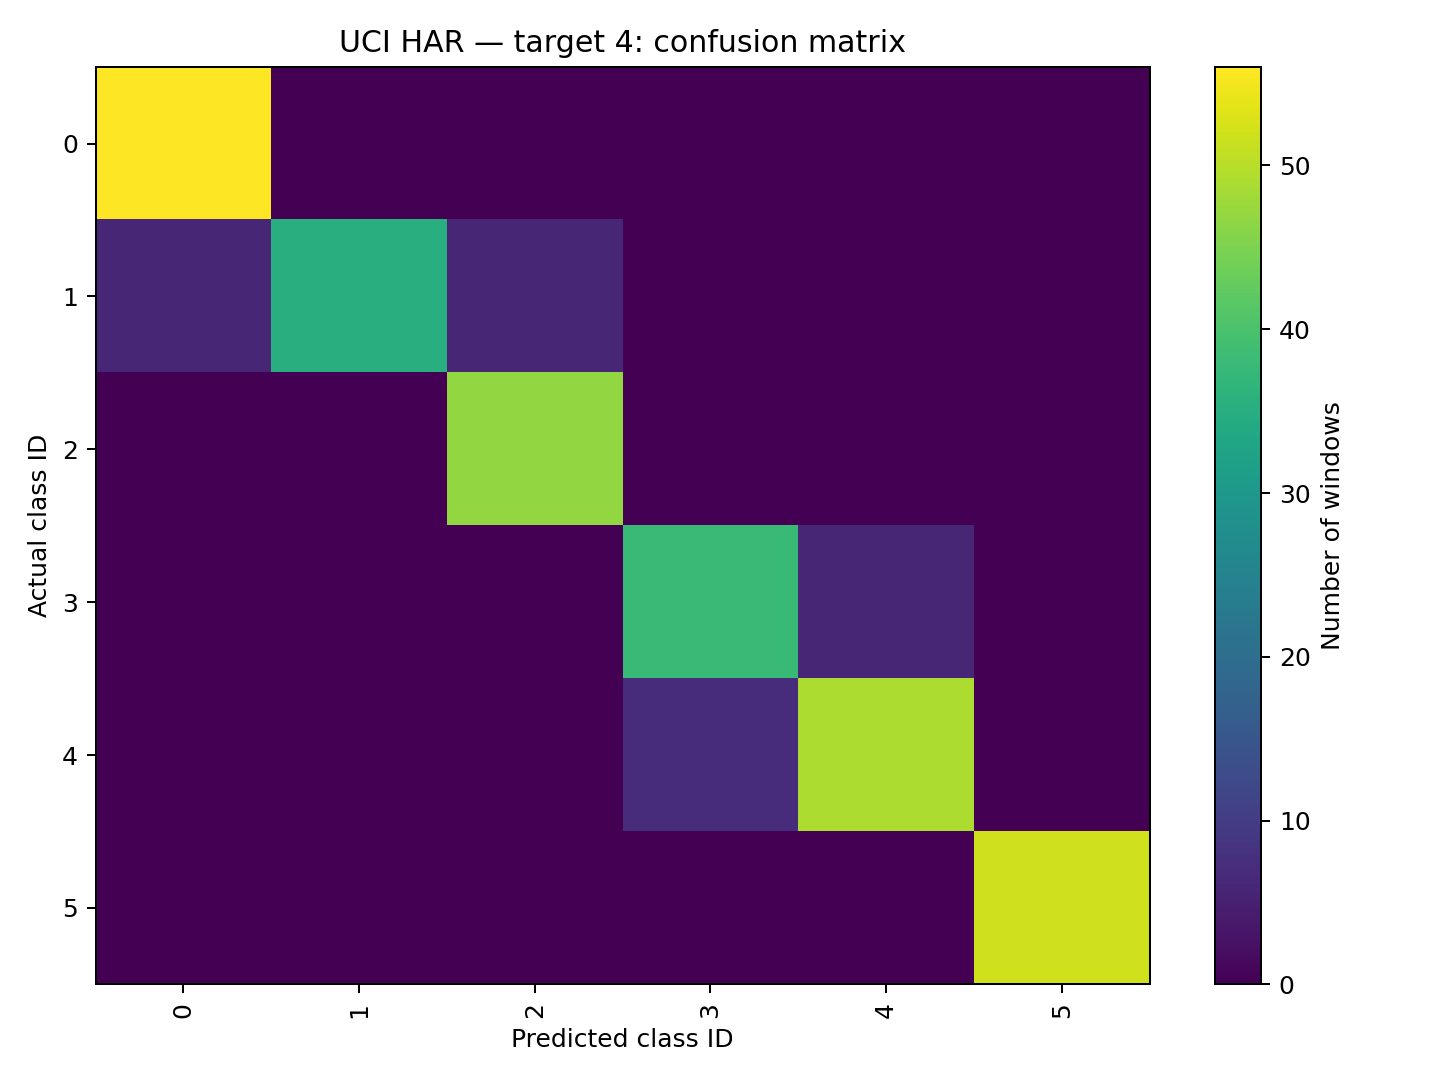 UCI HAR — target 4: confusion matrix
Actual class ID
0
1
2
3
4
5
0 1 2 3 4 5
Predicted class ID
50
40
30
20
10
0
Number of windows